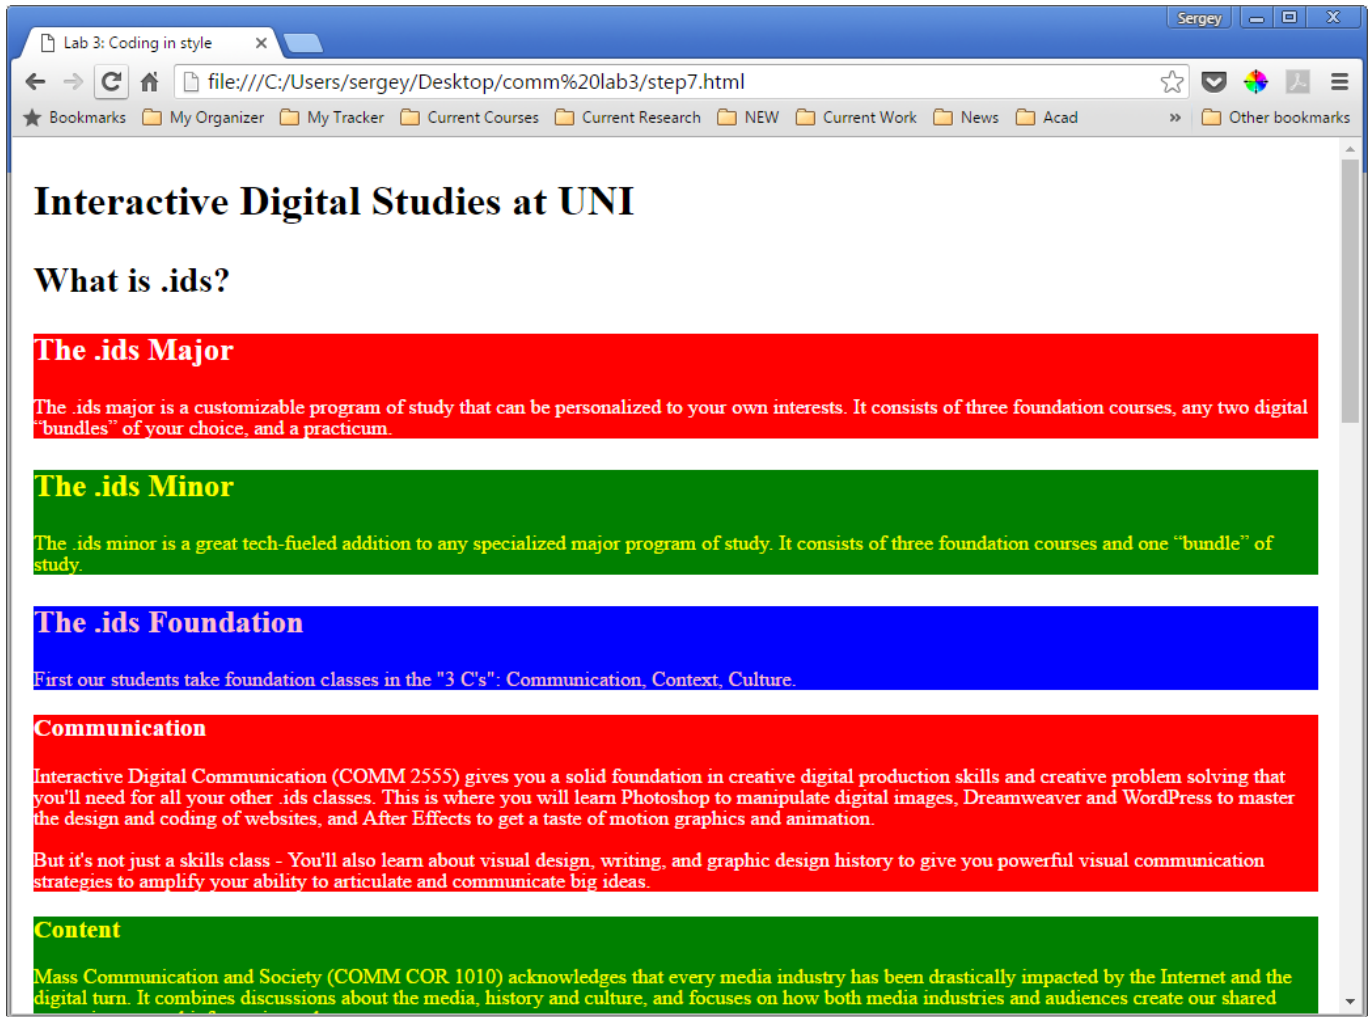 Sergey
Lab 3: Coding in style
file:///C:/Users/sergey/Desktop/comm%20lab3/step7.html
Bookmarks My Organizer My Tracker Current Courses Current Research NEW Current Work News Acad » Other bookmarks
Interactive Digital Studies at UNI
What is .ids?
The .ids Major
The .ids major is a customizable program of study that can be personalized to your own interests. It consists of three foundation courses, any two digital
“bundles” of your choice, and a practicum.
The .ids Minor
The .ids minor is a great tech-fueled addition to any specialized major program of study. It consists of three foundation courses and one “bundle” of
study.
The .ids Foundation
First our students take foundation classes in the "3 C's": Communication, Context, Culture.
Communication
Interactive Digital Communication (COMM 2555) gives you a solid foundation in creative digital production skills and creative problem solving that
you'll need for all your other .ids classes. This is where you will learn Photoshop to manipulate digital images, Dreamweaver and WordPress to master
the design and coding of websites, and After Effects to get a taste of motion graphics and animation.
But it's not just a skills class - You'll also learn about visual design, writing, and graphic design history to give you powerful visual communication
strategies to amplify your ability to articulate and communicate big ideas.
Content
Mass Communication and Society (COMM COR 1010) acknowledges that every media industry has been drastically impacted by the Internet and the
digital turn. It combines discussions about the media, history and culture, and focuses on how both media industries and audiences create our shared